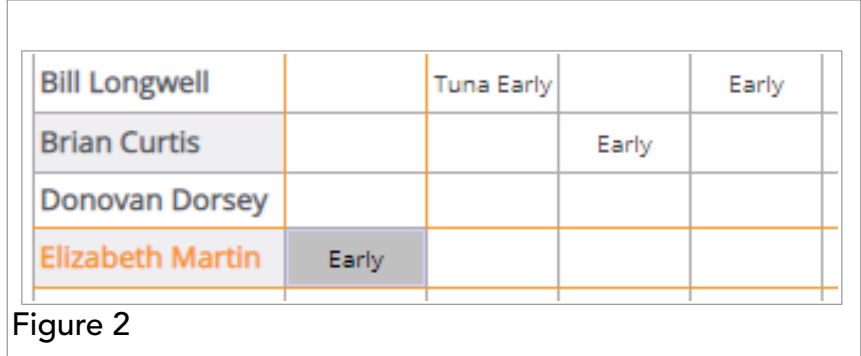 Bill Longwell Tuna Early Early
Brian Curtis Early
Donovan Dorsey
Elizabeth Martin Early
Figure 2